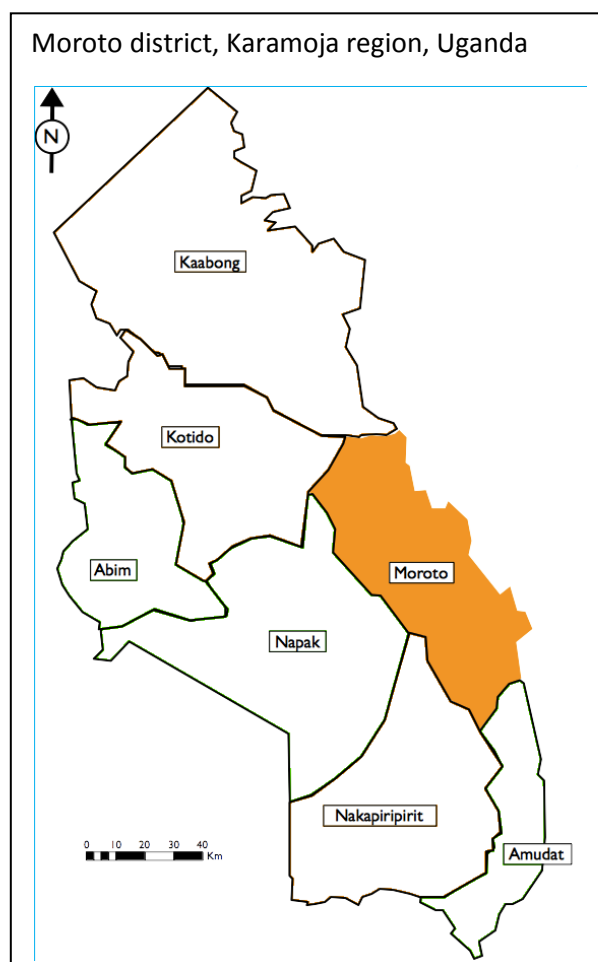 Moroto district, Karamoja region, Uganda
N
Kaabong
Kotido
Abim
Moroto
Napak
Nakapiripirit
Amudat
0 10 20 30 40
Km